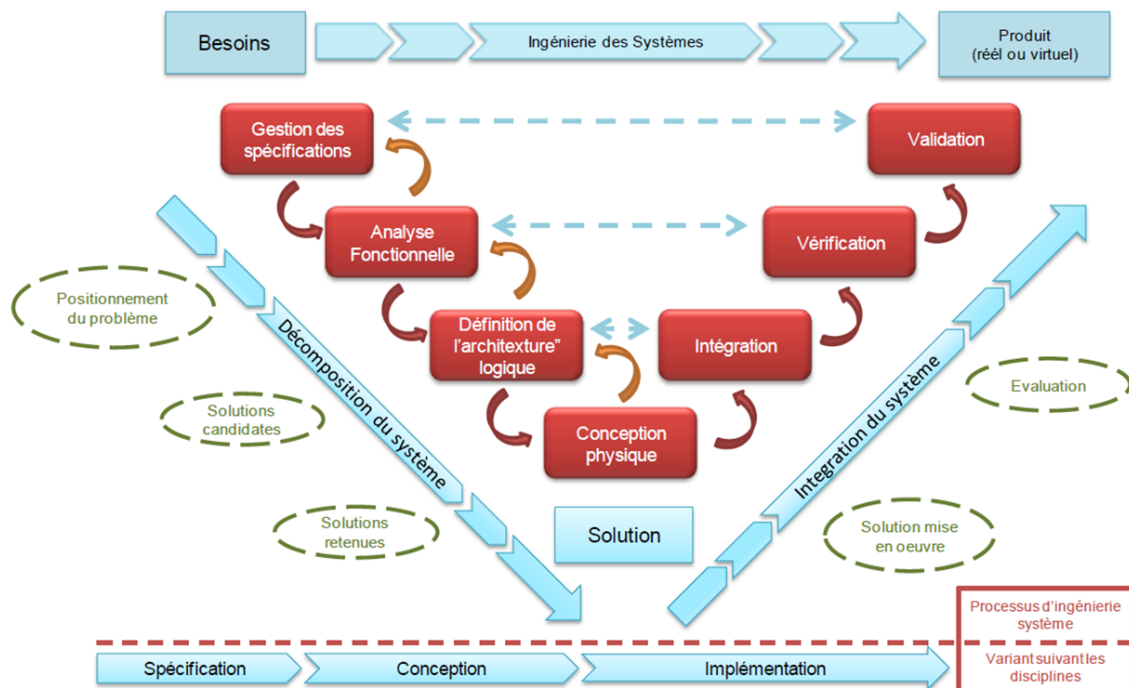 Besoins
Ingénierie des Systèmes
Produit
(réél ou virtuel)
Gestion des
spécifications
Validation
Analyse
Fonctionnelle
Vérification
Positionnement
du problème
Définition de
l'architexture"
logique
Intégration
Evaluation
Solutions
candidates
Décomposition du système
Integration du système
Conception
physique
Solutions
retenues
Solution
Solution mise
en oeuvre
Processus d'ingénierie
système
Spécification
Conception
Implémentation
Variant suivant les
disciplines